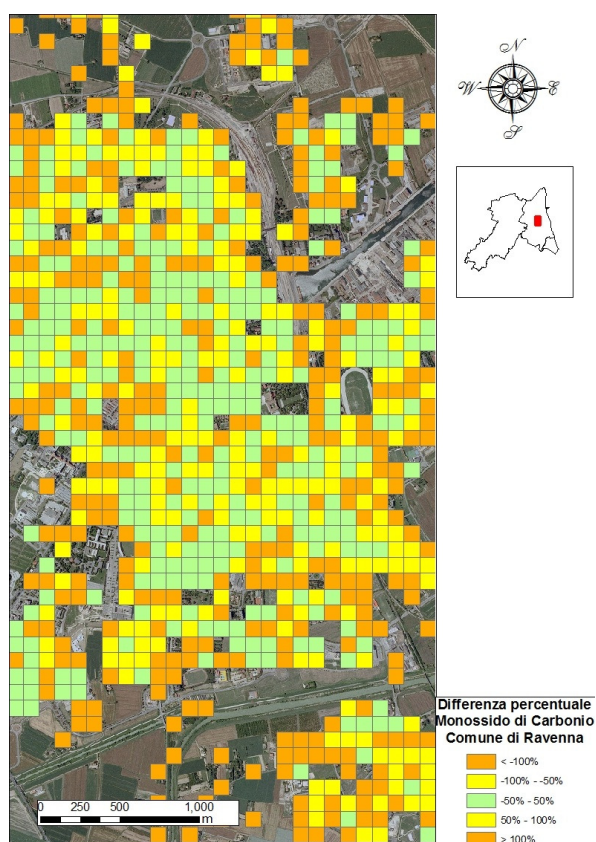 N
W
E
S
Differenza percentuale
Monossido di Carbonio
Comune di Ravenna
< -100%
-100% - -50%
-50% - 50%
50% - 100%
> 100%
0 250 500 1,000
m